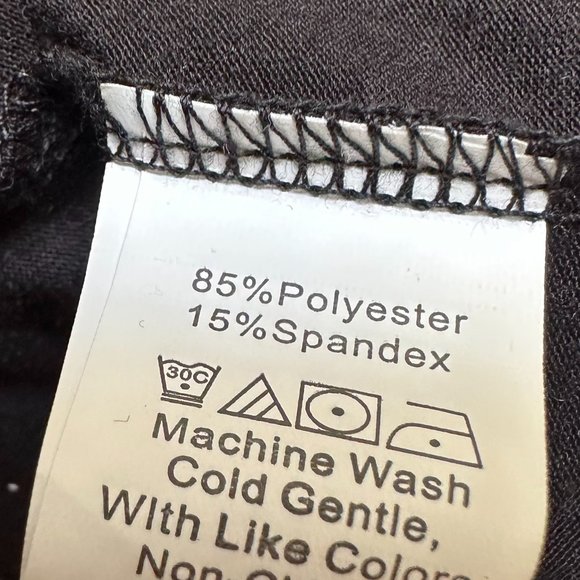 85%Polyester
15%Spandex
30C
Machine Wash
Cold Gentle,
WIth Like Colors